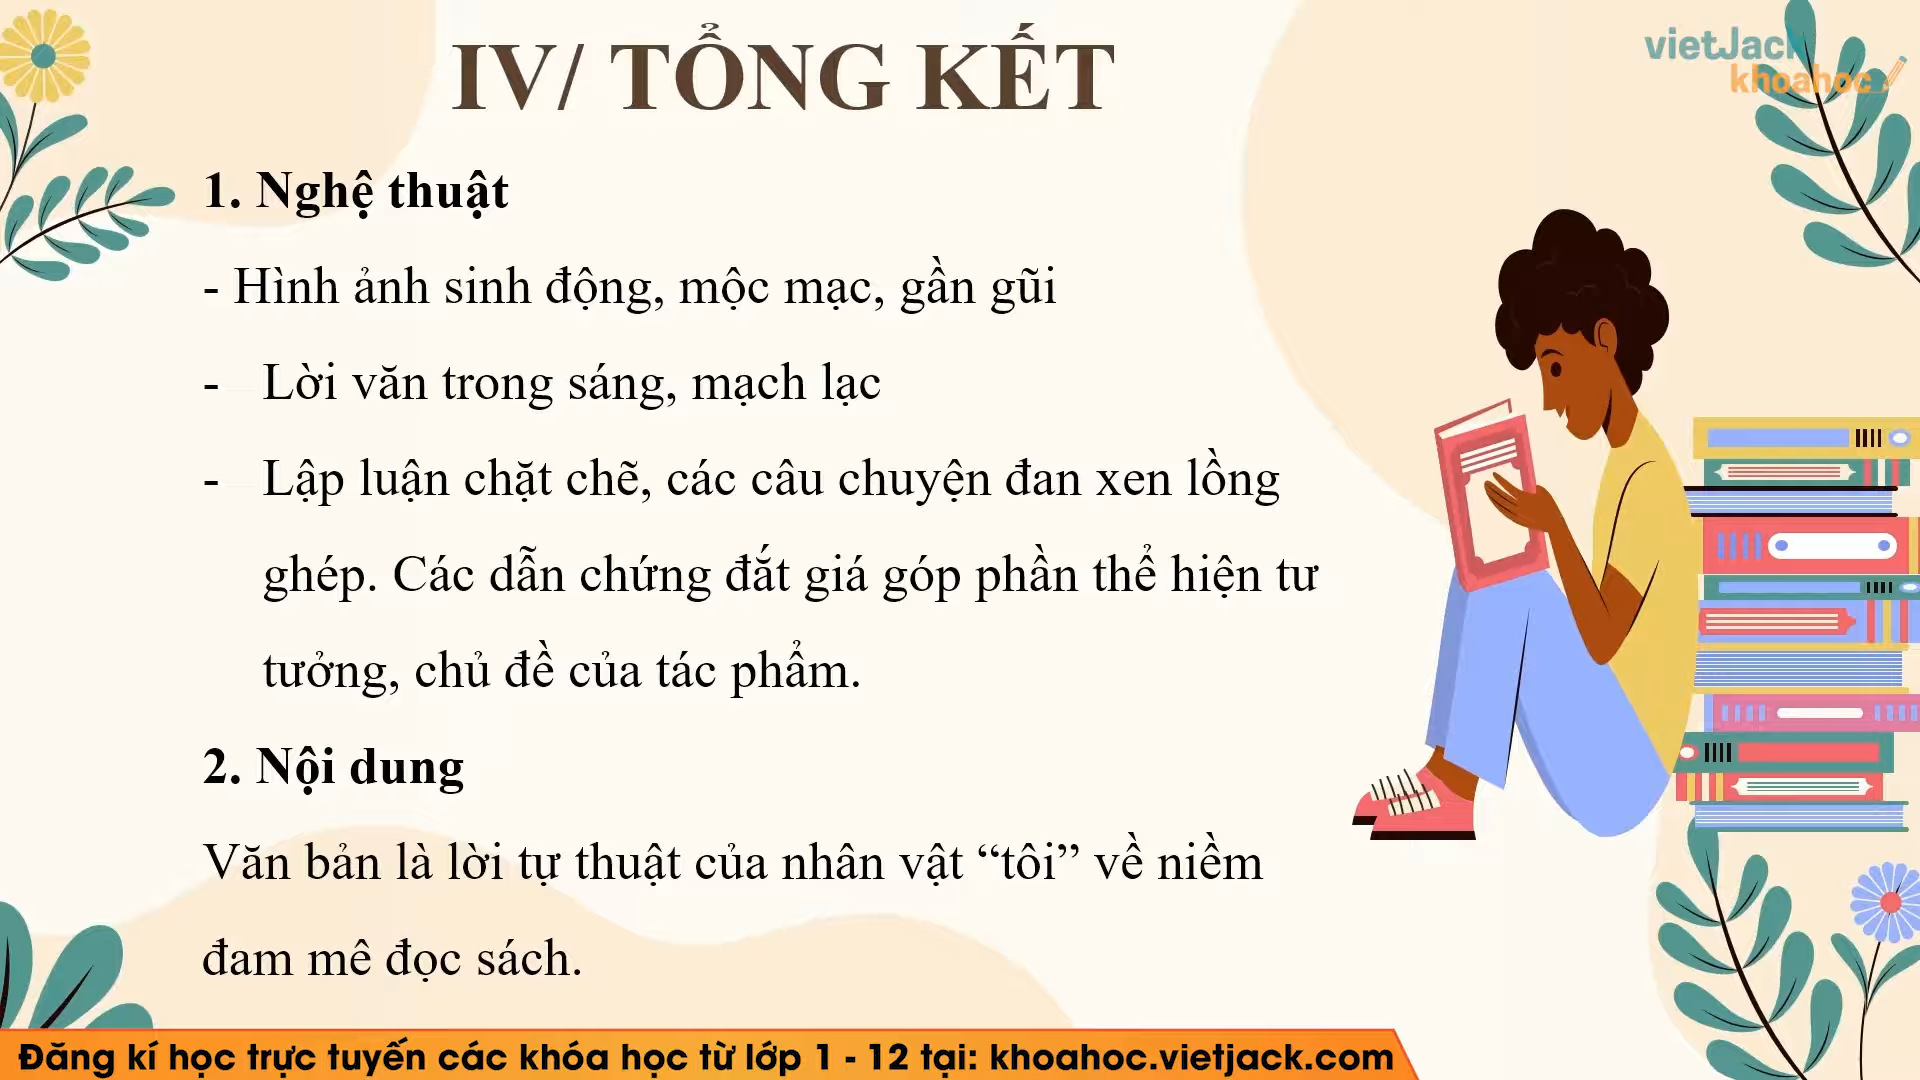 IV/ TỔNG KẾT
vietJack
khoahoc
1. Nghệ thuật
- Hình ảnh sinh động, mộc mạc, gần gũi
- Lời văn trong sáng, mạch lạc
- Lập luận chặt chẽ, các câu chuyện đan xen lồng
ghép. Các dẫn chứng đắt giá góp phần thể hiện tư
tưởng, chủ đề của tác phẩm.
2. Nội dung
Văn bản là lời tự thuật của nhân vật “tôi” về niềm
đam mê đọc sách.
Đăng kí học trực tuyến các khóa học từ lớp 1 - 12 tại: khoahoc.vietjack.com